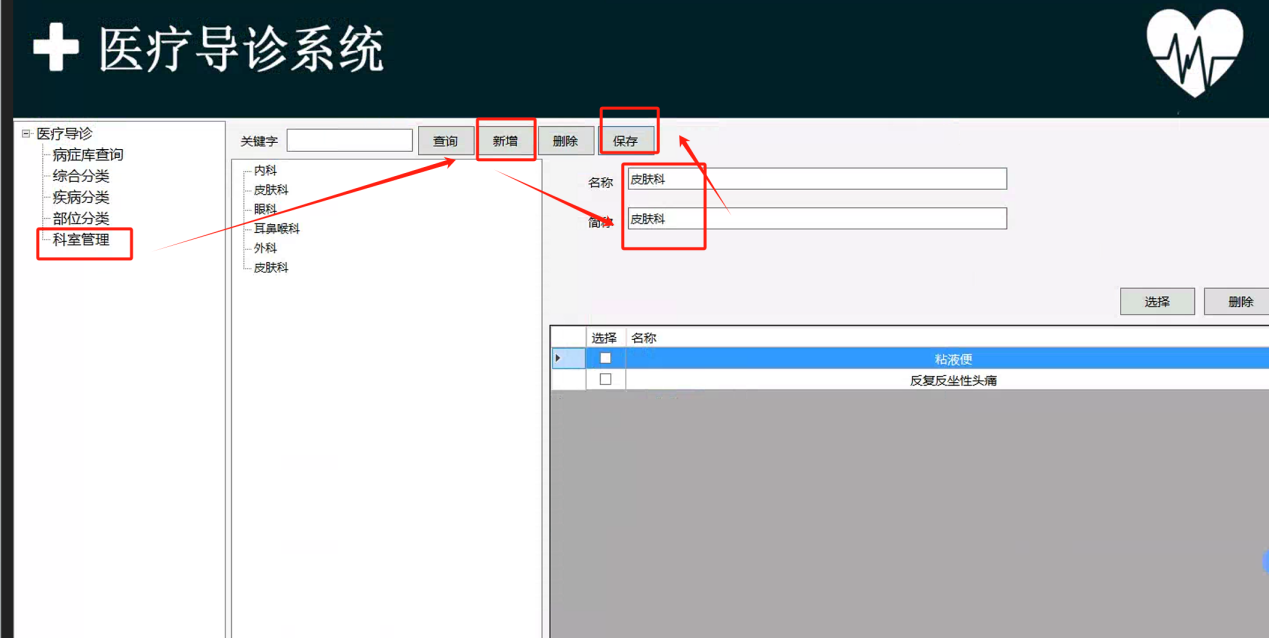 医疗导诊系统
医疗导诊
病症库查询
综合分类
疾病分类
部位分类
科室管理
关键字 查询 新增 删除 保存
内科
皮肤科
眼科
耳鼻喉科
外科
皮肤科
名称 皮肤科
简称 皮肤科
选择 删除
选择 名称
粘液便
反复反坐性头痛